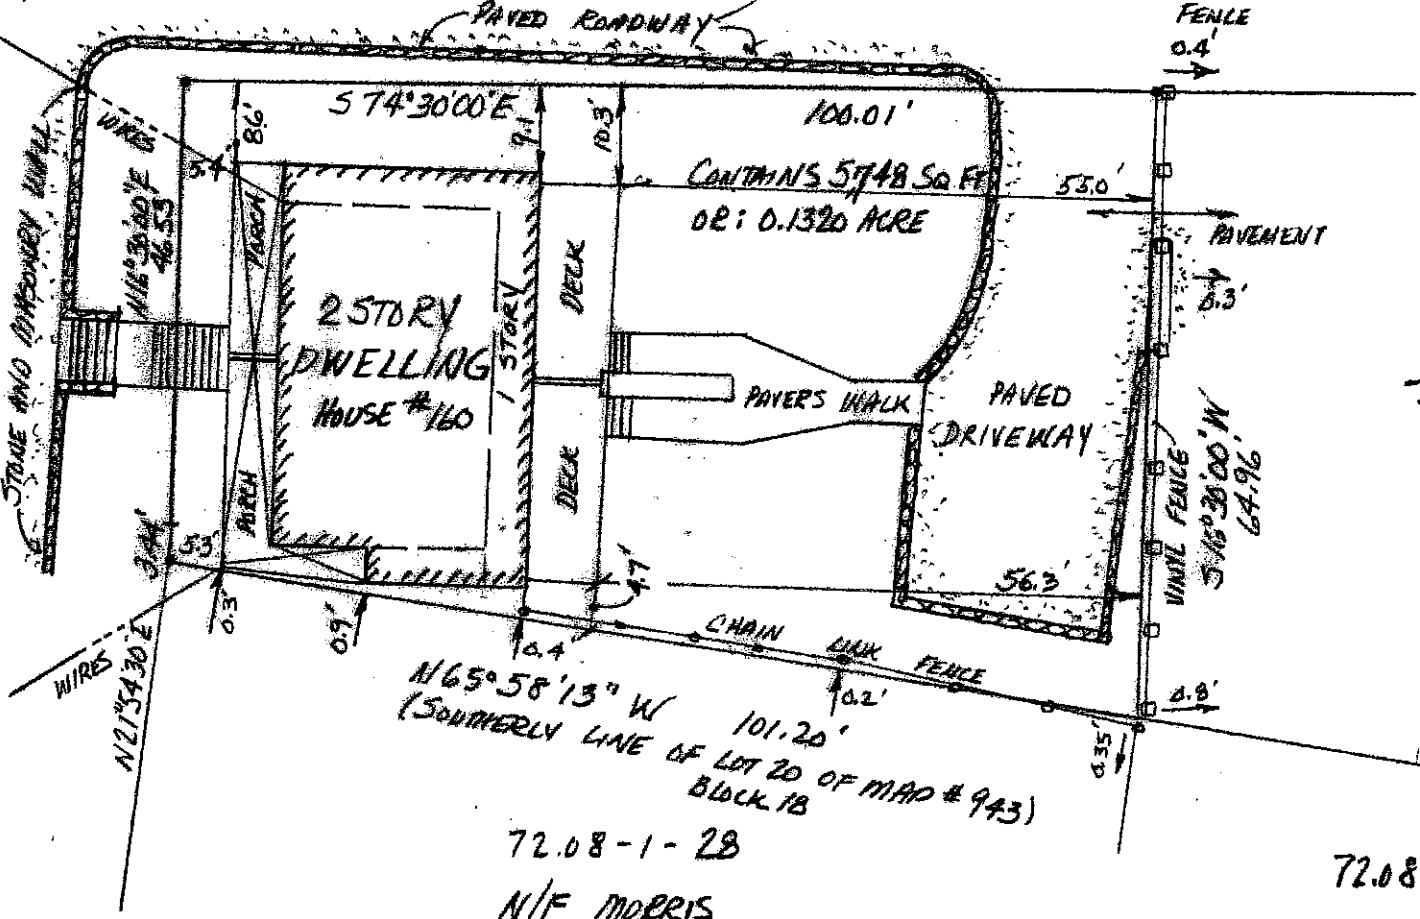 PAVED ROADWAY
FENCE
0.4'
S 74°30'00"E
100.01'
8.6'
9.1
10.3'
WIRES
5.4'
STONE AND MASONRY WALL
N16°30'00"E
46.53'
CONTAINS 5748 SQ FT
OR: 0.1320 ACRE
55.0'
PAVEMENT
0.3'
PORCH
2 STORY
DWELLING
HOUSE #160
1 STORY
DECK
DECK
PAVERS WALK
PAVED
DRIVEWAY
VINYL FENCE
S16°30'00"W
64.96'
PORCH
3.44'
5.3'
0.3'
0.9'
0.4'
4.7'
56.3'
WIRES
N21°54'30"E
CHAIN LINK FENCE
0.2'
0.8'
0.35'
N65°58'13" W 101.20'
(SOUTHERLY LINE OF LOT 20 OF MAP # 943)
BLOCK 18
72.08-1-28
N/F MORRIS
72.08